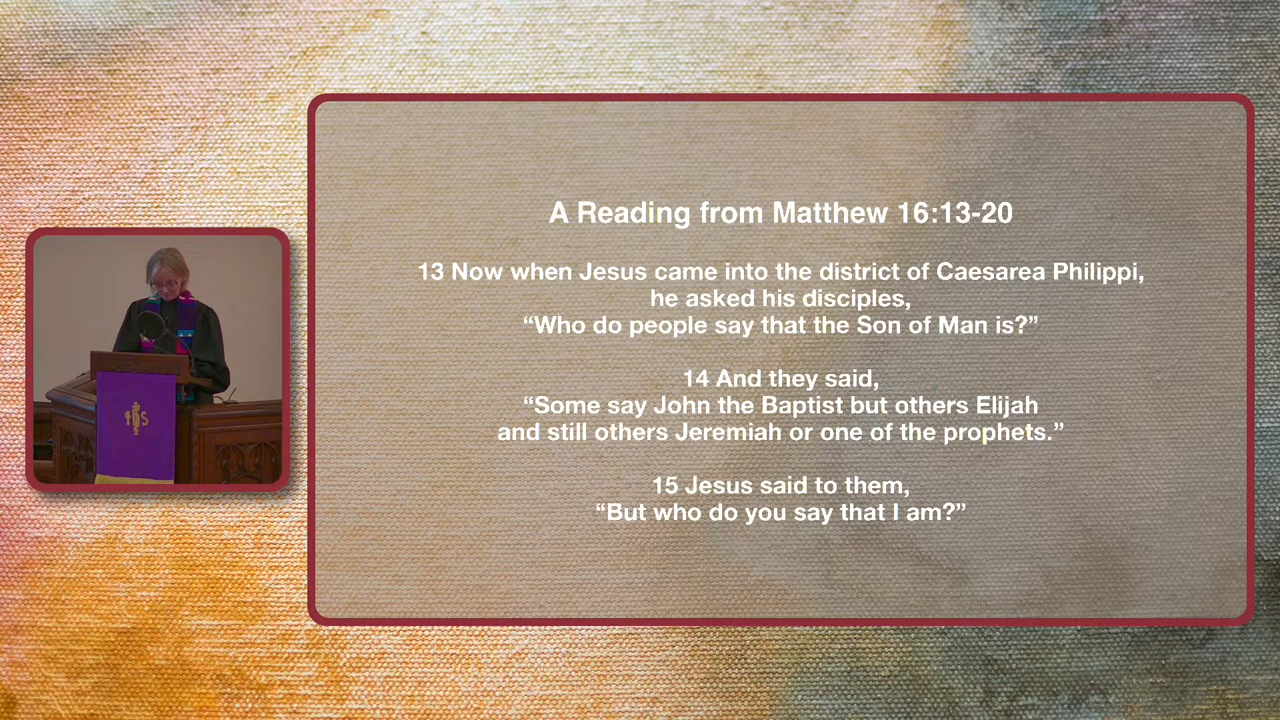 A Reading from Matthew 16:13-20
13 Now when Jesus came into the district of Caesarea Philippi,
he asked his disciples,
“Who do people say that the Son of Man is?”
14 And they said,
“Some say John the Baptist but others Elijah
and still others Jeremiah or one of the prophets.”
15 Jesus said to them,
“But who do you say that I am?”
IHS